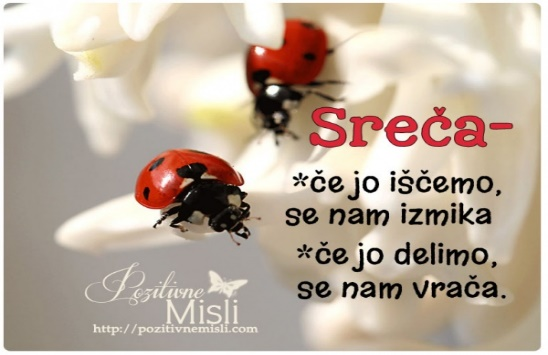 Sreča-
*če jo iščemo,
se nam izmika
*če jo delimo,
se nam vrača.
Pozitivne
Misli
http://pozitivnemisli.com